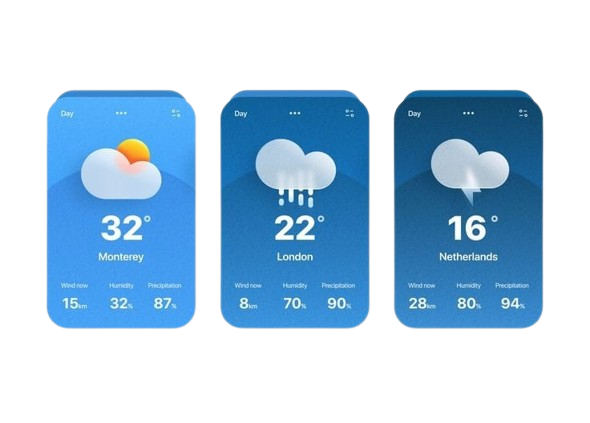 Day
32°
Monterey
Wind now Humidity Precipitation
15km 32% 87%
Day
22°
London
Wind now Humidity Precipitation
8km 70% 90%
Day
16°
Netherlands
Wind now Humidity Precipitation
28km 80% 94%